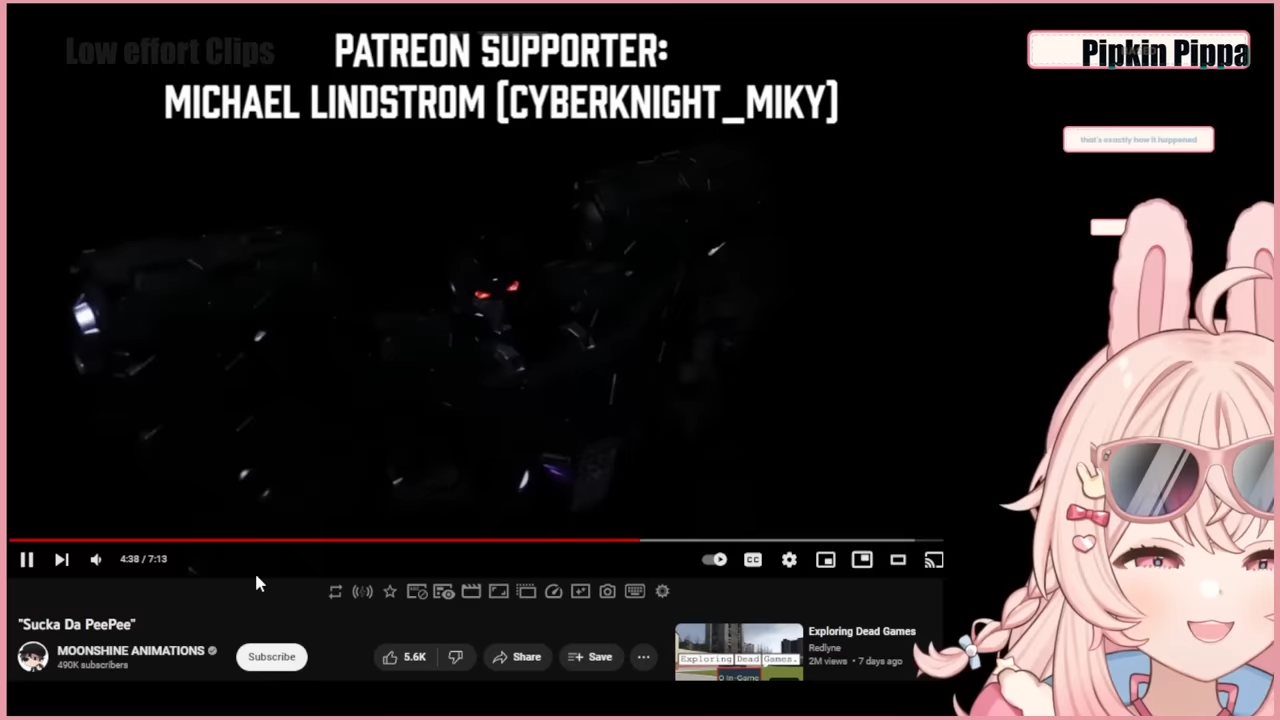 Low effort Clips
PATREON SUPPORTER:
MICHAEL LINDSTROM [CYBERKNIGHT_MIKY]
Pipkin Pippa
that's exactly how it happened
4:38 / 7:13
CC
"Sucka Da PeePee"
MOONSHINE ANIMATIONS
490K subscribers
Subscribe
5.6K
Share
Save
Exploring Dead Games.
Exploring Dead Games
Redlyne
2M views • 7 days ago